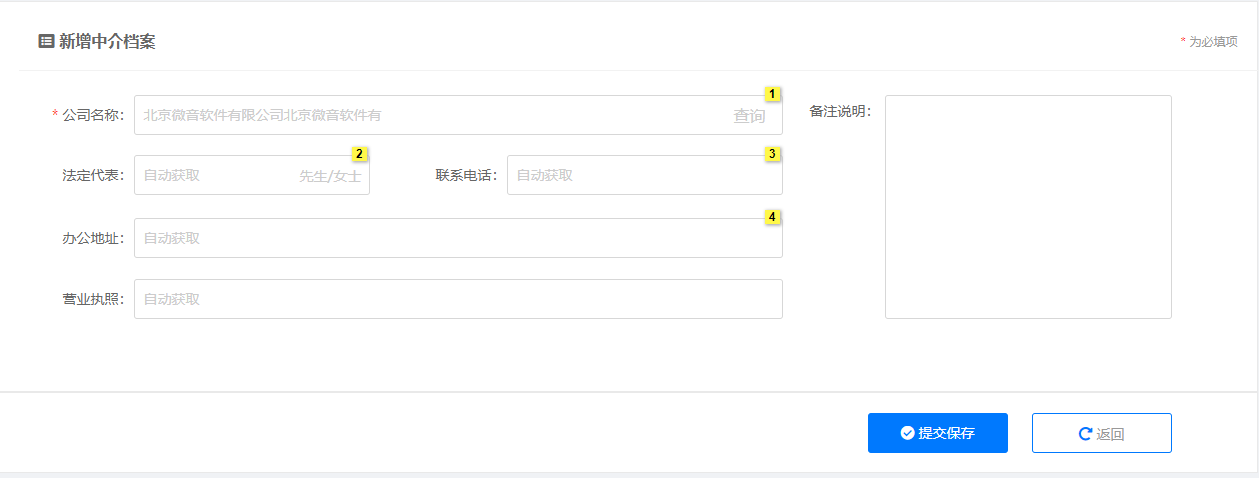 新增中介档案
* 为必填项
* 公司名称：
北京微音软件有限公司北京微音软件有
查询
1
备注说明：
法定代表：
自动获取
先生/女士
2
联系电话：
自动获取
3
办公地址：
自动获取
4
营业执照：
自动获取
提交保存
返回